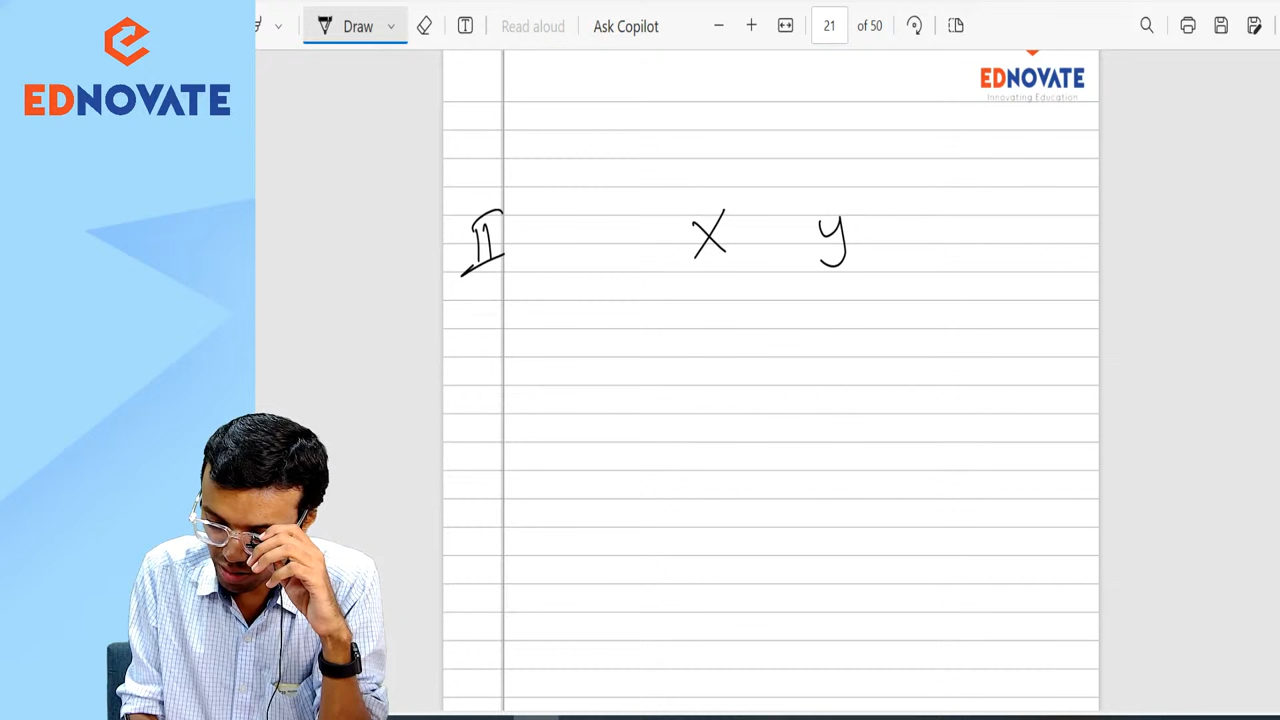 Draw
Read aloud
Ask Copilot
21
of 50
EDNOVATE
EDNOVATE
Innovating Education
II X y